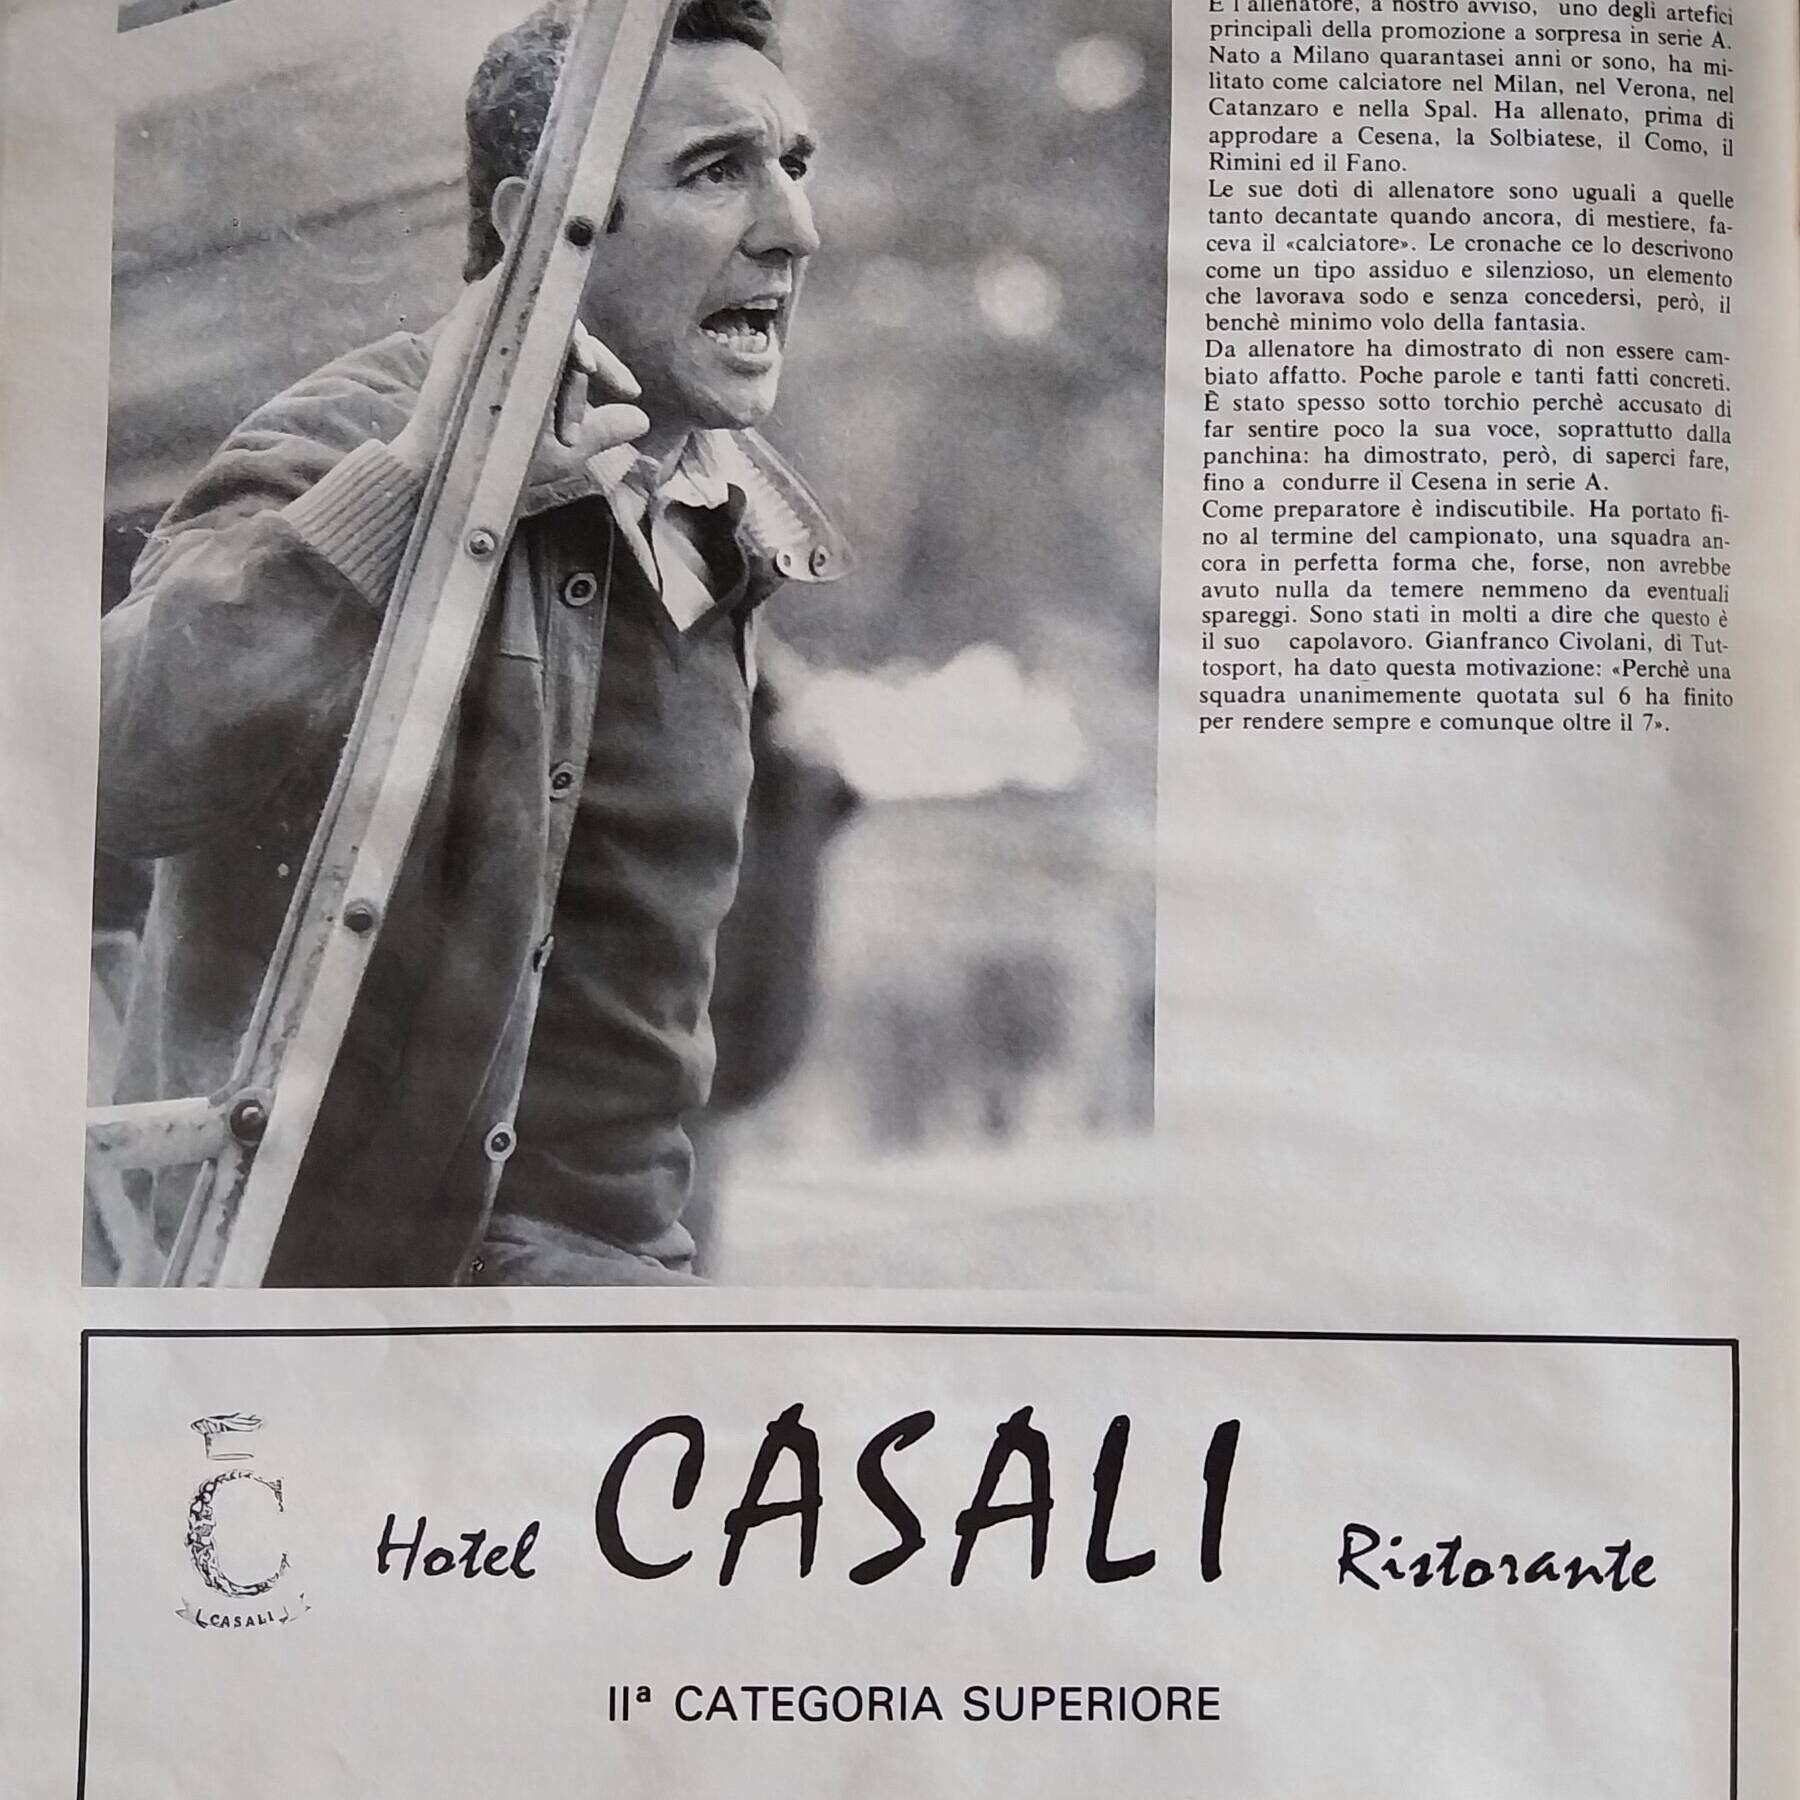 E l'allenatore, a nostro avviso, uno degli artefici
principali della promozione a sorpresa in serie A.
Nato a Milano quarantasei anni or sono, ha mi-
litato come calciatore nel Milan, nel Verona, nel
Catanzaro e nella Spal. Ha allenato, prima di
approdare a Cesena, la Solbiatese, il Como, il
Rimini ed il Fano.
Le sue doti di allenatore sono uguali a quelle
tanto decantate quando ancora, di mestiere, fa-
ceva il «calciatore». Le cronache ce lo descrivono
come un tipo assiduo e silenzioso, un elemento
che lavorava sodo e senza concedersi, però, il
benchè minimo volo della fantasia.
Da allenatore ha dimostrato di non essere cam-
biato affatto. Poche parole e tanti fatti concreti.
È stato spesso sotto torchio perchè accusato di
far sentire poco la sua voce, soprattutto dalla
panchina: ha dimostrato, però, di saperci fare,
fino a condurre il Cesena in serie A.
Come preparatore è indiscutibile. Ha portato fi-
no al termine del campionato, una squadra an-
cora in perfetta forma che, forse, non avrebbe
avuto nulla da temere nemmeno da eventuali
spareggi. Sono stati in molti a dire che questo è
il suo capolavoro. Gianfranco Civolani, di Tut-
tosport, ha dato questa motivazione: «Perchè una
squadra unanimemente quotata sul 6 ha finito
per rendere sempre e comunque oltre il 7».
C
CASALI
Hotel CASALI Ristorante
IIª CATEGORIA SUPERIORE